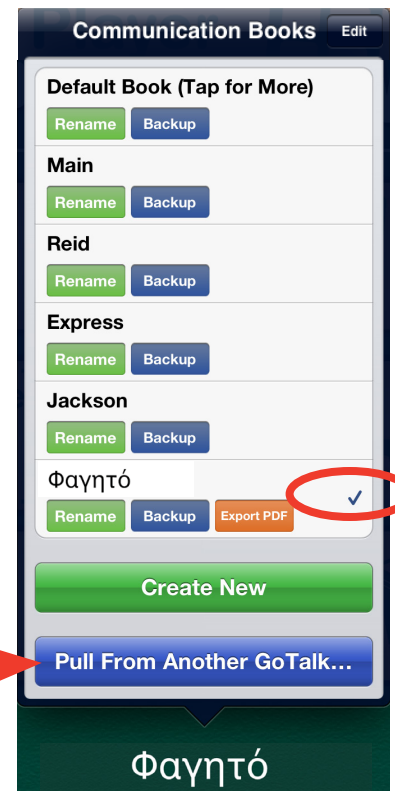 Communication Books Edit
Default Book (Tap for More)
Rename Backup
Main
Rename Backup
Reid
Rename Backup
Express
Rename Backup
Jackson
Rename Backup
Φαγητό
Rename Backup Export PDF
Create New
Pull From Another GoTalk...
Φαγητό